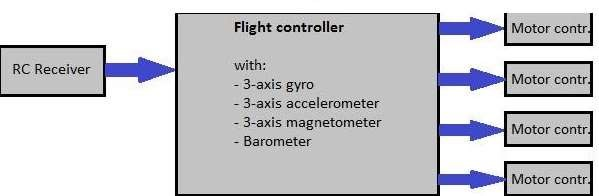 RC Receiver
Flight controller
with:
- 3-axis gyro
- 3-axis accelerometer
- 3-axis magnetometer
- Barometer
Motor contr.
Motor contr.
Motor contr.
Motor contr.